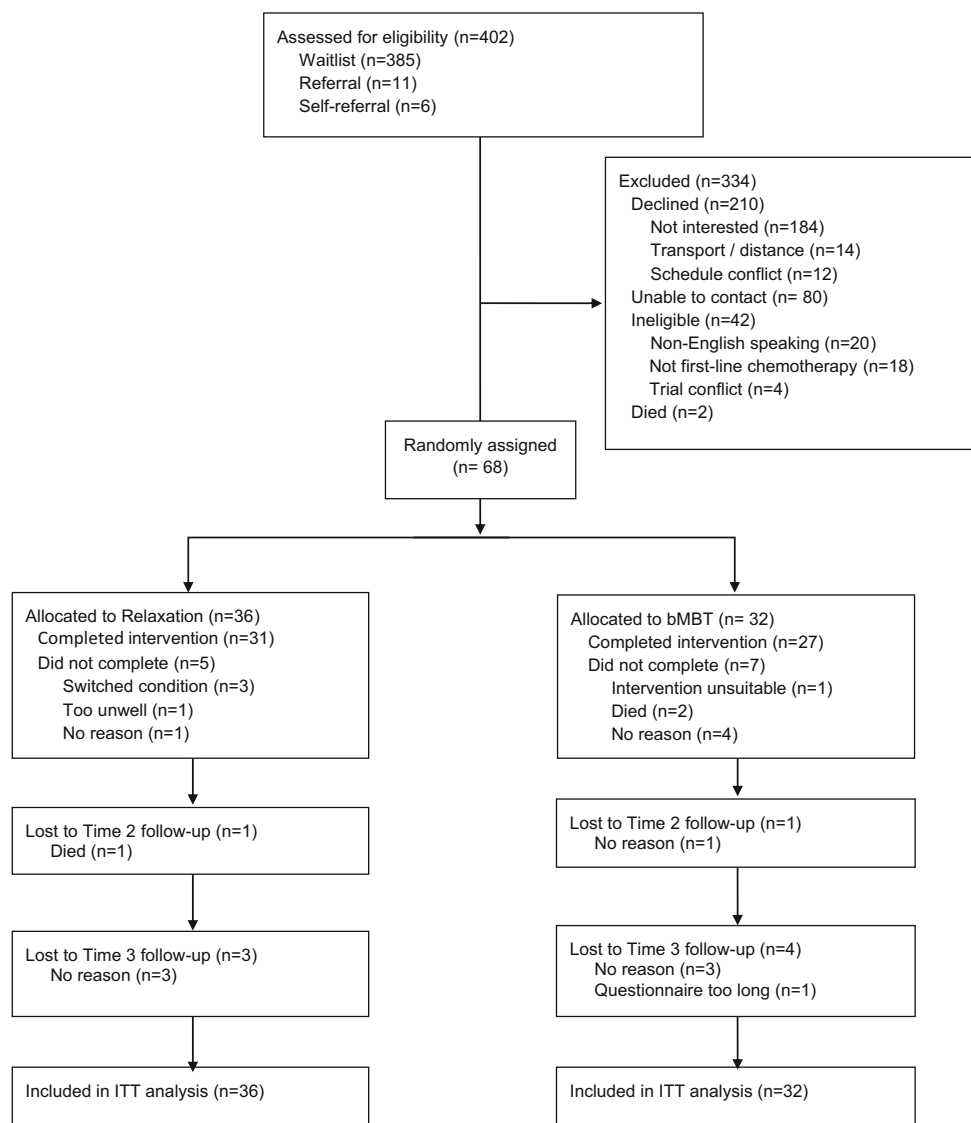 Assessed for eligibility (n=402)
Waitlist (n=385)
Referral (n=11)
Self-referral (n=6)
Excluded (n=334)
Declined (n=210)
Not interested (n=184)
Transport / distance (n=14)
Schedule conflict (n=12)
Unable to contact (n= 80)
Ineligible (n=42)
Non-English speaking (n=20)
Not first-line chemotherapy (n=18)
Trial conflict (n=4)
Died (n=2)
Randomly assigned
(n= 68)
Allocated to Relaxation (n=36)
Completed intervention (n=31)
Did not complete (n=5)
Switched condition (n=3)
Too unwell (n=1)
No reason (n=1)
Allocated to bMBT (n= 32)
Completed intervention (n=27)
Did not complete (n=7)
Intervention unsuitable (n=1)
Died (n=2)
No reason (n=4)
Lost to Time 2 follow-up (n=1)
Died (n=1)
Lost to Time 2 follow-up (n=1)
No reason (n=1)
Lost to Time 3 follow-up (n=3)
No reason (n=3)
Lost to Time 3 follow-up (n=4)
No reason (n=3)
Questionnaire too long (n=1)
Included in ITT analysis (n=36)
Included in ITT analysis (n=32)